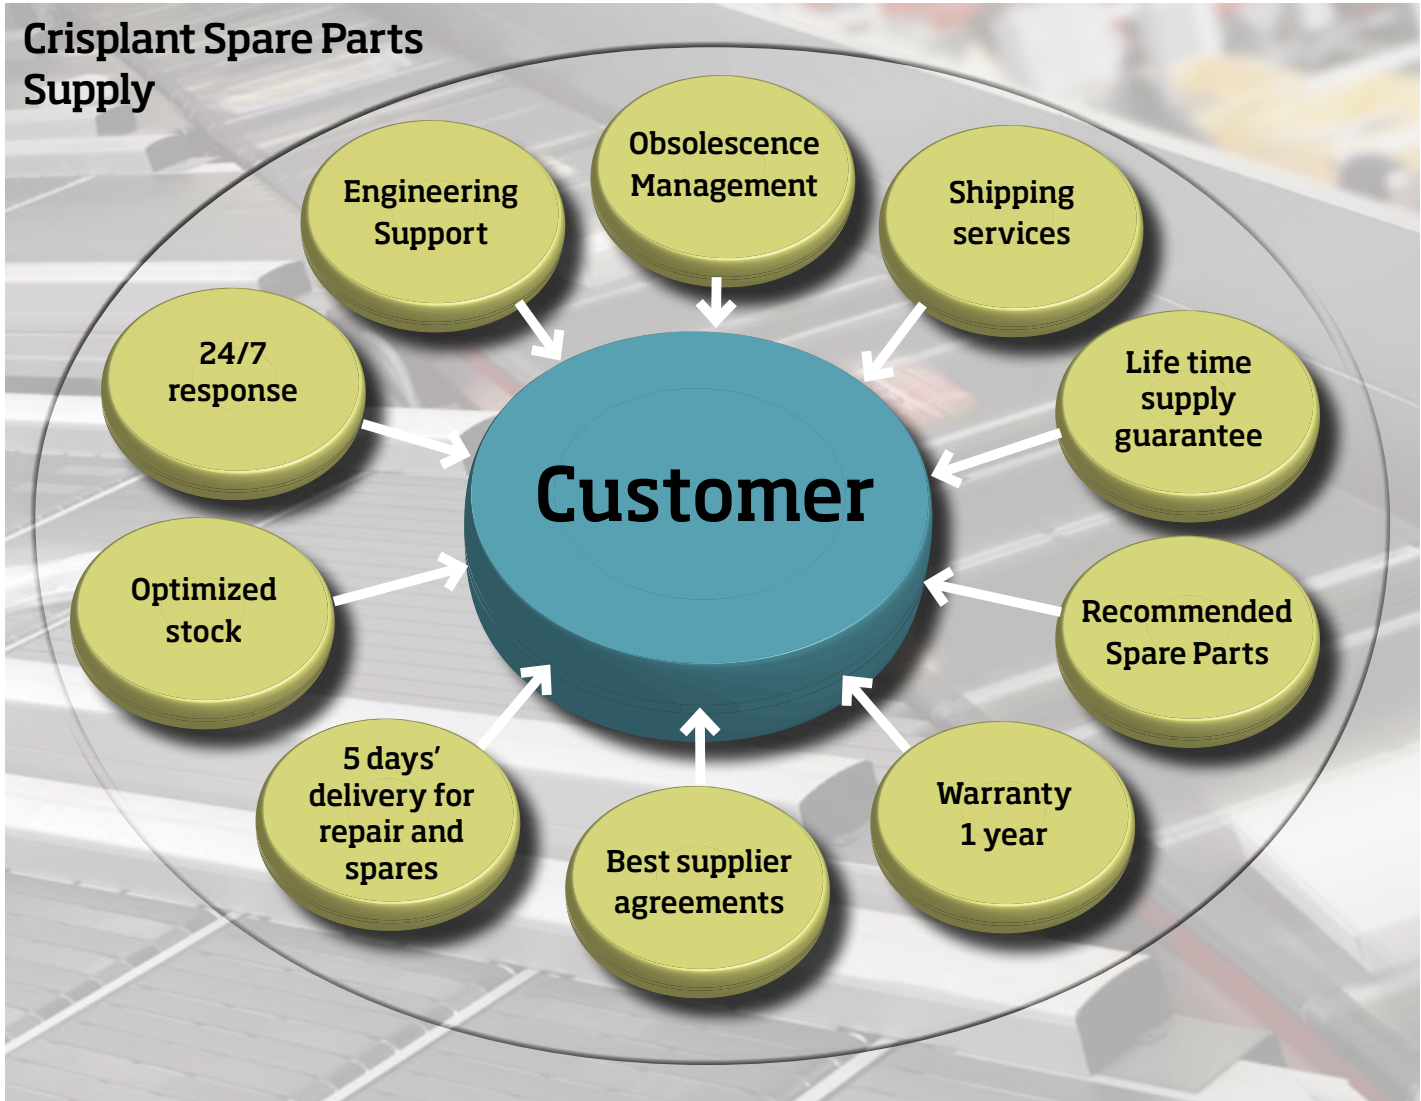 Crisplant Spare Parts
Supply
Obsolescence
Management
Engineering
Support
Shipping
services
24/7
response
Life time
supply
guarantee
Customer
Optimized
stock
Recommended
Spare Parts
5 days’
delivery for
repair and
spares
Warranty
1 year
Best supplier
agreements